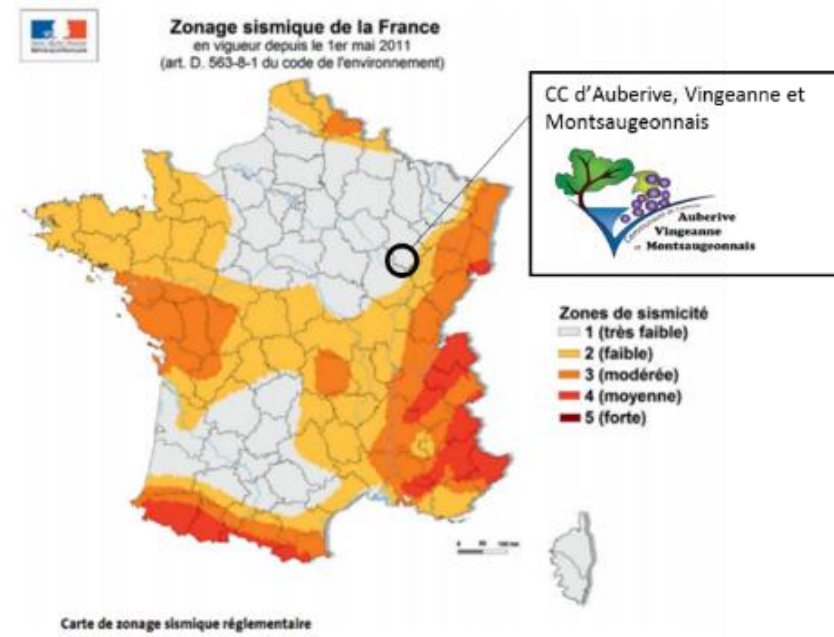 Zonage sismique de la France
en vigueur depuis le 1er mai 2011
(art. D. 563-8-1 du code de l'environnement)
CC d'Auberive, Vingeanne et
Montsaugeonnais
Auberive
Vingeanne
et Montsaugeonnais
Zones de sismicité
1 (très faible)
2 (faible)
3 (modérée)
4 (moyenne)
5 (forte)
Carte de zonage sismique réglementaire